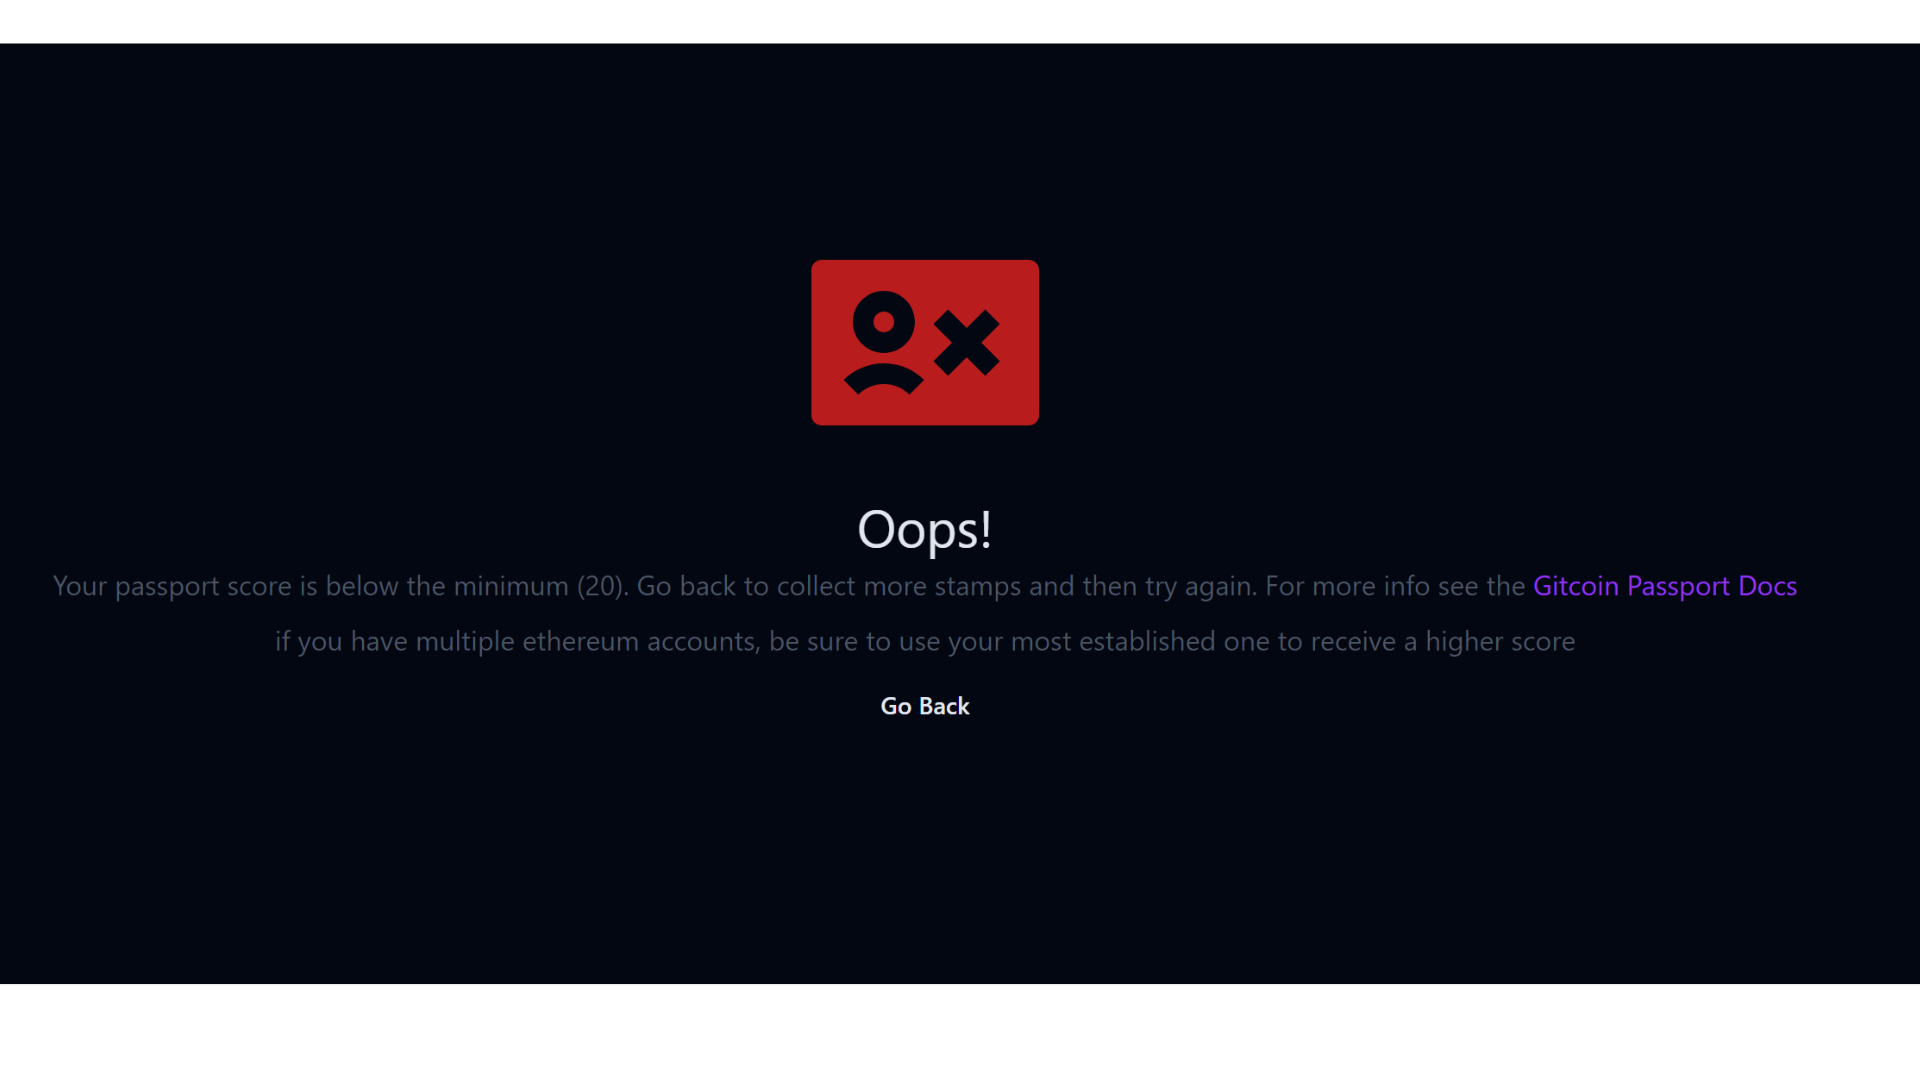 Oops!
Your passport score is below the minimum (20). Go back to collect more stamps and then try again. For more info see the Gitcoin Passport Docs
if you have multiple ethereum accounts, be sure to use your most established one to receive a higher score
Go Back